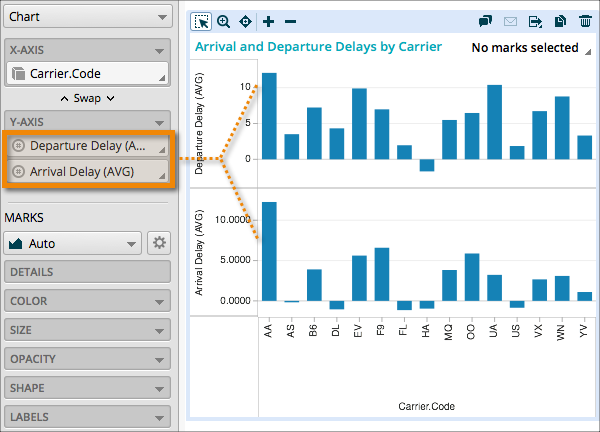 Chart
X-AXIS
Carrier.Code
Swap
Y-AXIS
Departure Delay (A...
Arrival Delay (AVG)
MARKS
Auto
DETAILS
COLOR
SIZE
OPACITY
SHAPE
LABELS
Arrival and Departure Delays by Carrier
No marks selected
Departure Delay (AVG)
10
5
0
Arrival Delay (AVG)
10.0000
5.0000
0.0000
AA AS B6 DL EV F9 FL HA MQ OO UA US VX WN YV
Carrier.Code